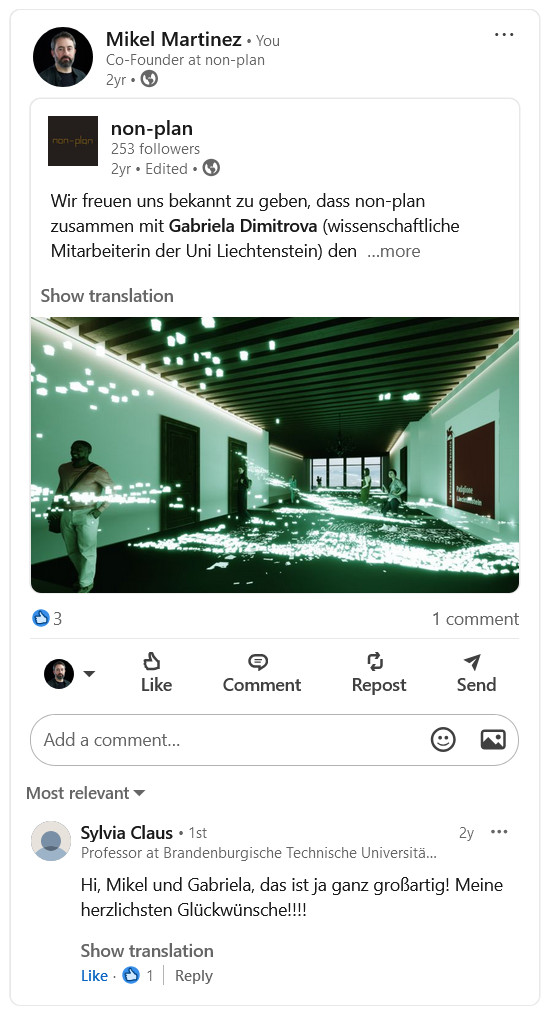 Mikel Martinez • You
Co-Founder at non-plan
2yr •
non-plan
non-plan
253 followers
2yr • Edited •
Wir freuen uns bekannt zu geben, dass non-plan
zusammen mit Gabriela Dimitrova (wissenschaftliche
Mitarbeiterin der Uni Liechtenstein) den …more
Show translation
3
1 comment
Like
Comment
Repost
Send
Add a comment...
Most relevant
Sylvia Claus • 1st
2y
Professor at Brandenburgische Technische Universitä...
Hi, Mikel und Gabriela, das ist ja ganz großartig! Meine
herzlichsten Glückwünsche!!!!
Show translation
Like · 1 | Reply